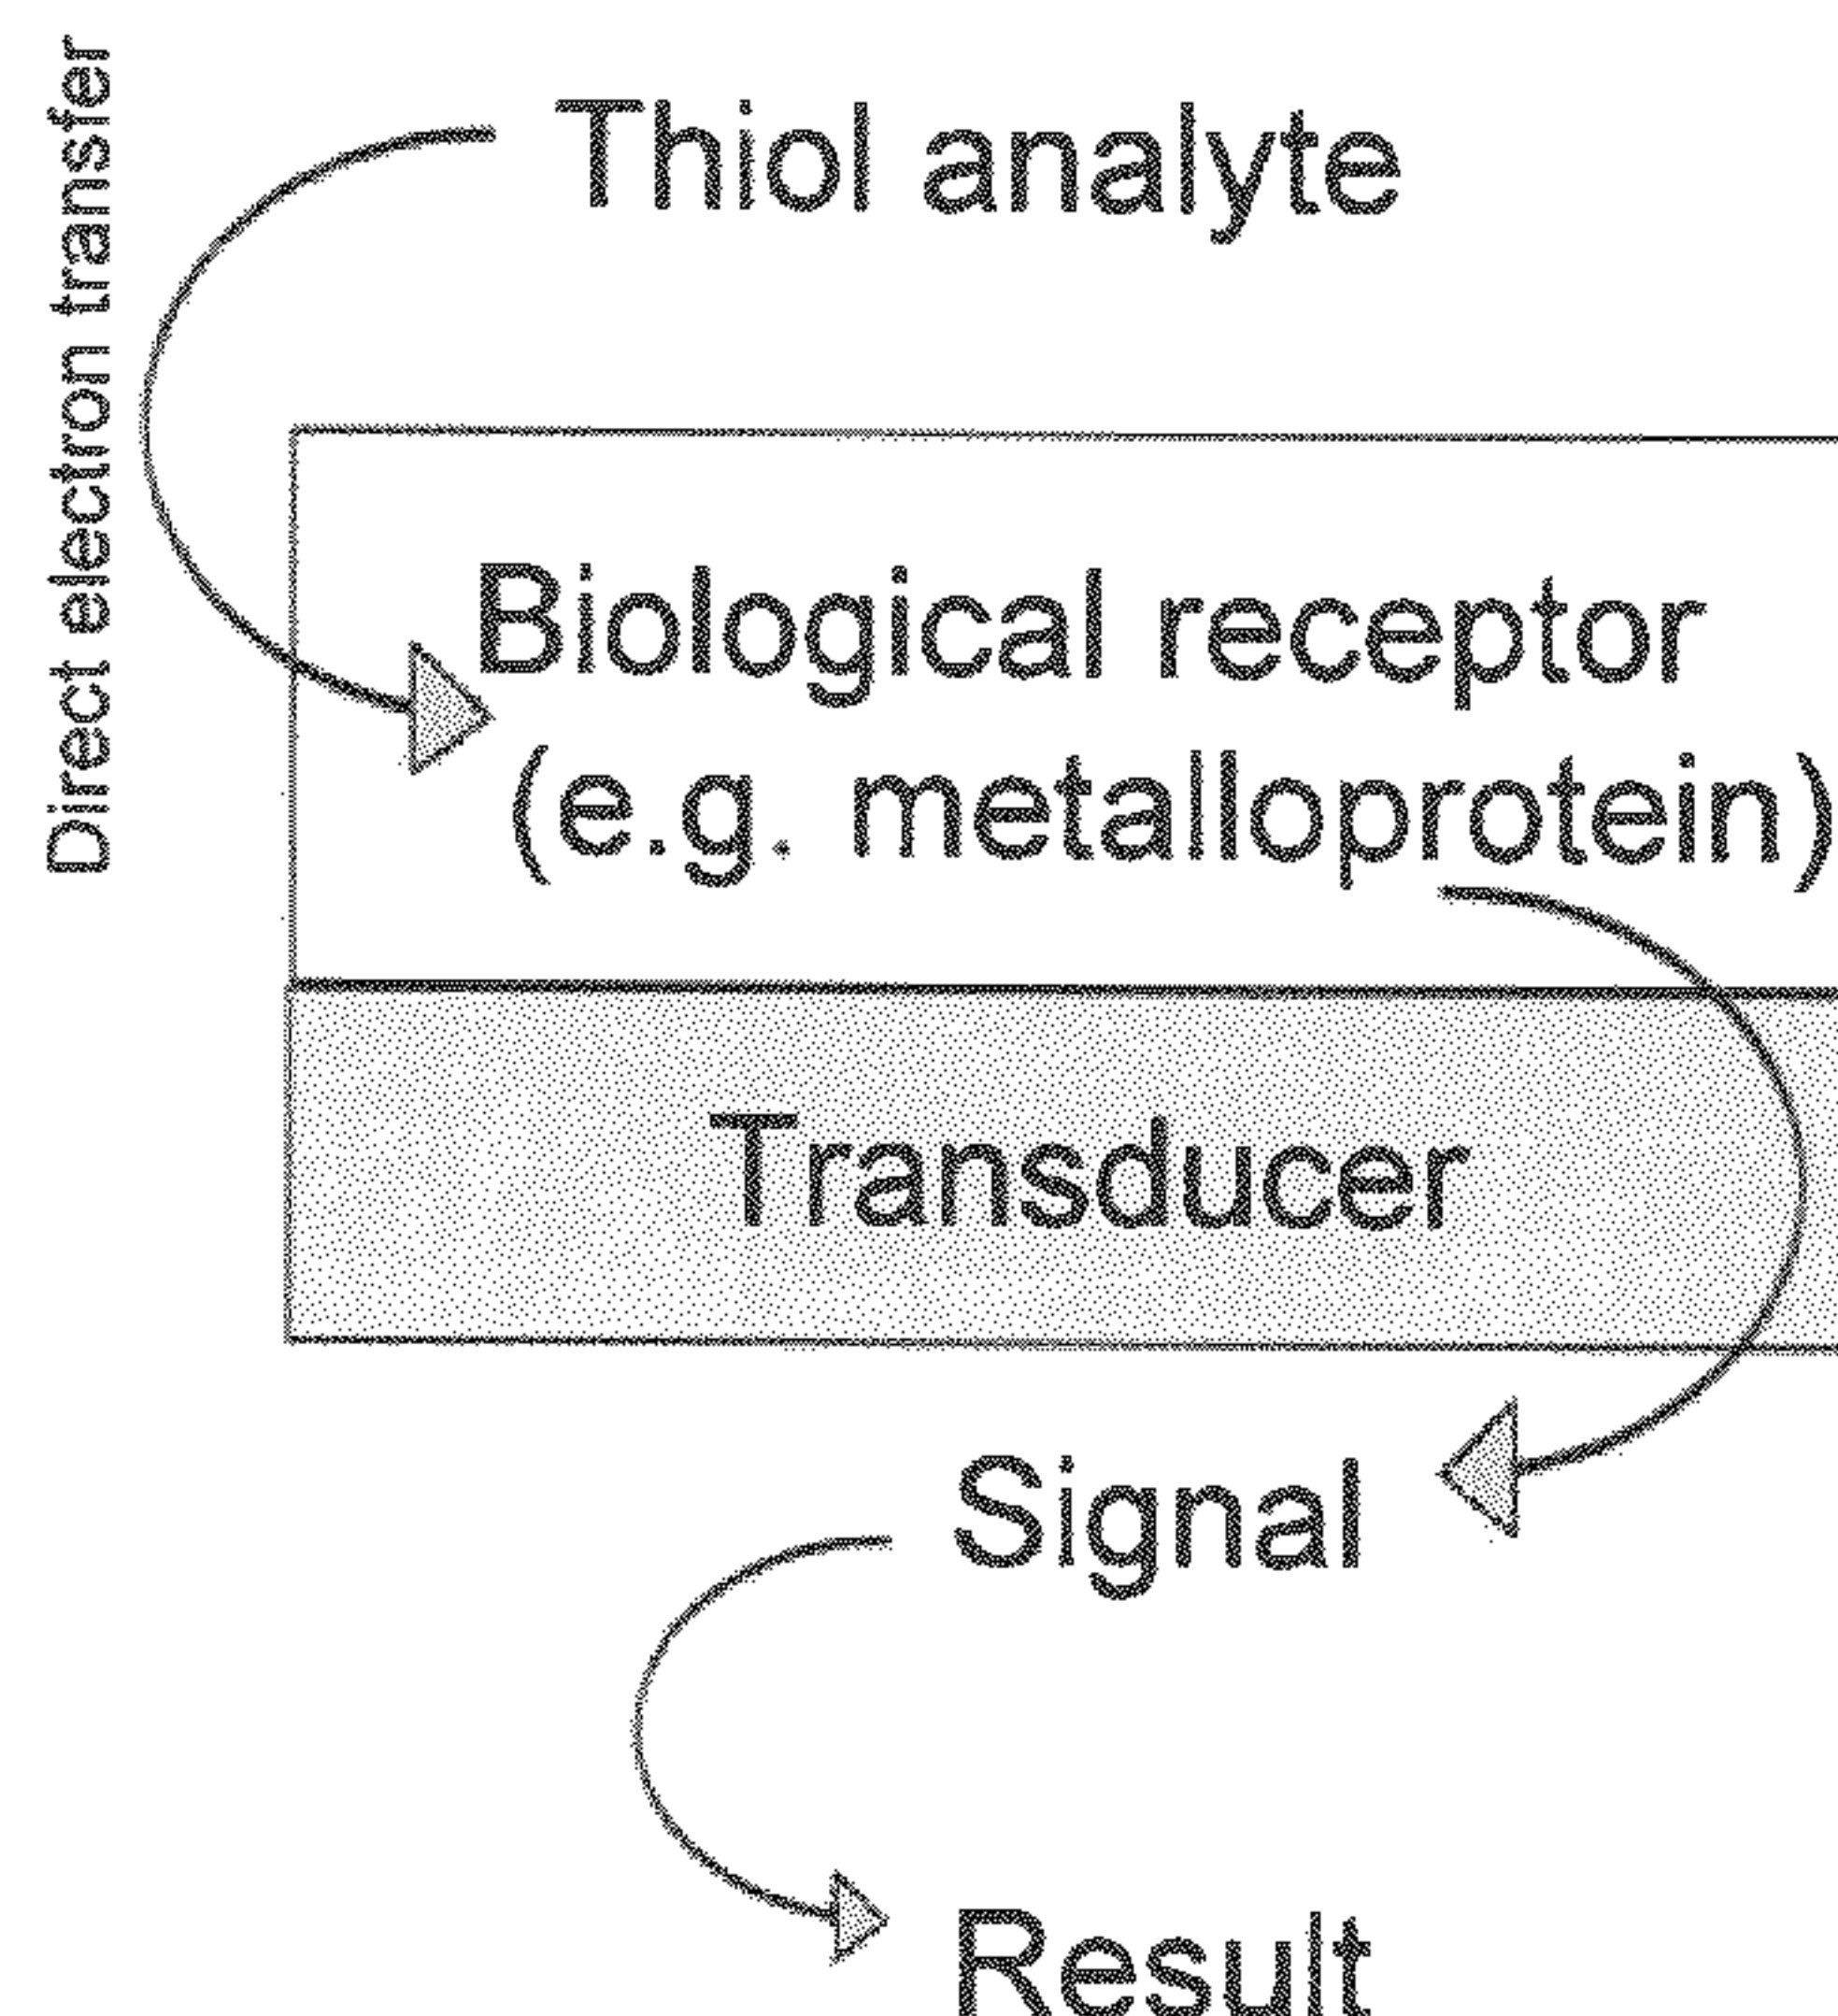 Direct electron transfer
Thiol analyte
Biological receptor
(e.g. metalloprotein)
Transducer
Signal
Result